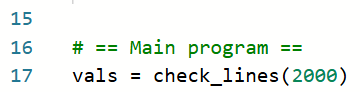 15
16 # == Main program ==
17 vals = check_lines(2000)